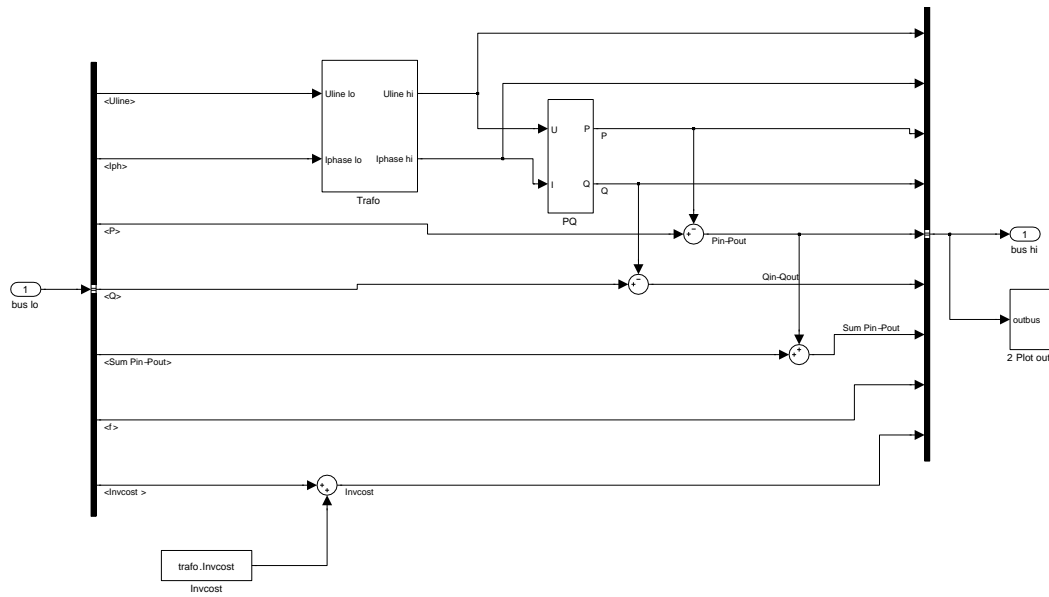 <Uline>
Uline lo
Uline hi
<Iph>
Iphase lo
Iphase hi
Trafo
U
P
P
I
Q
Q
PQ
<P>
Pin-Pout
1
bus hi
1
bus lo
<Q>
Qin-Qout
outbus
2 Plot out
<Sum Pin-Pout>
Sum Pin-Pout
<f>
<Invcost >
Invcost
trafo.Invcost
Invcost